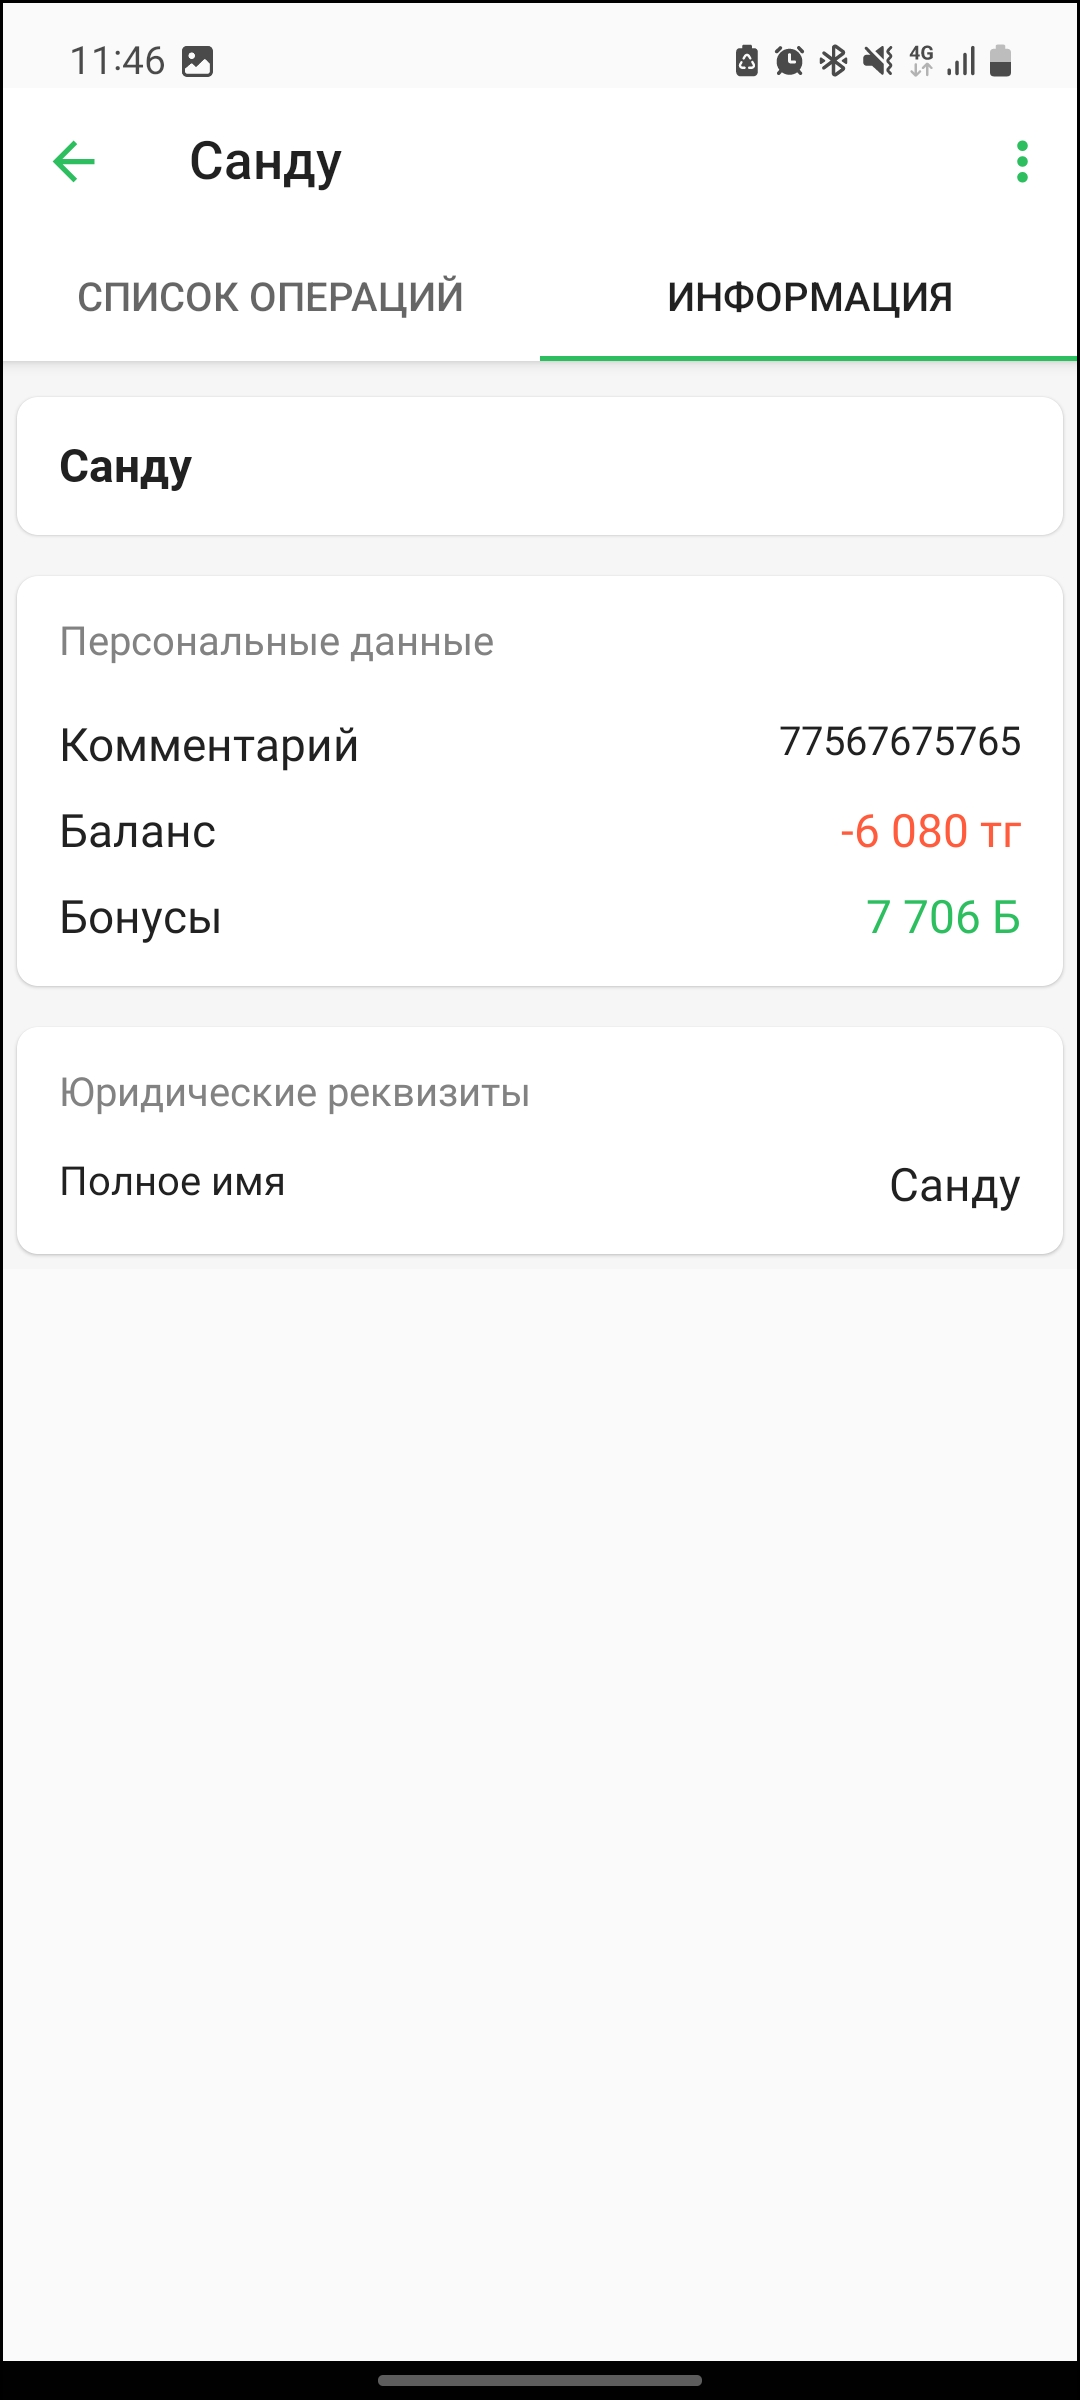 11:46
4G
Санду
СПИСОК ОПЕРАЦИЙ ИНФОРМАЦИЯ
Санду
Персональные данные
Комментарий 77567675765
Баланс -6 080 тг
Бонусы 7 706 Б
Юридические реквизиты
Полное имя Санду